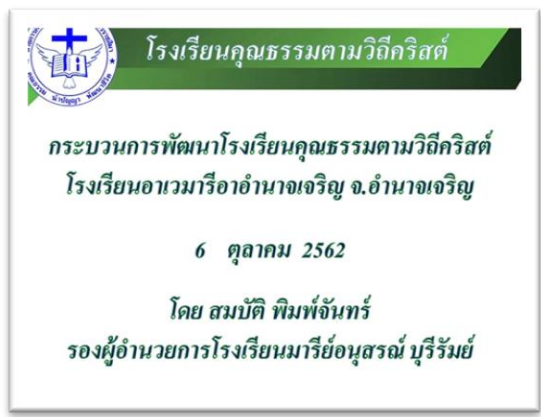 โรงเรียนคุณธรรมตามวิถีคริสต์
กระบวนการพัฒนาโรงเรียนคุณธรรมตามวิถีคริสต์
โรงเรียนอาเวมารีอาอำนาจเจริญ จ.อำนาจเจริญ
6 ตุลาคม 2562
โดย สมบัติ พิมพ์จันทร์
รองผู้อำนวยการโรงเรียนมารีย์อนุสรณ์ บุรีรัมย์